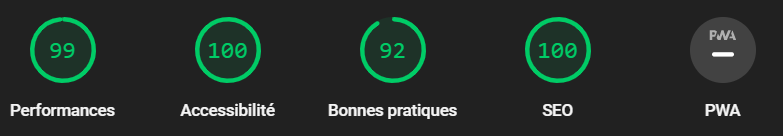 99 100 92 100 PWA
Performances Accessibilité Bonnes pratiques SEO PWA